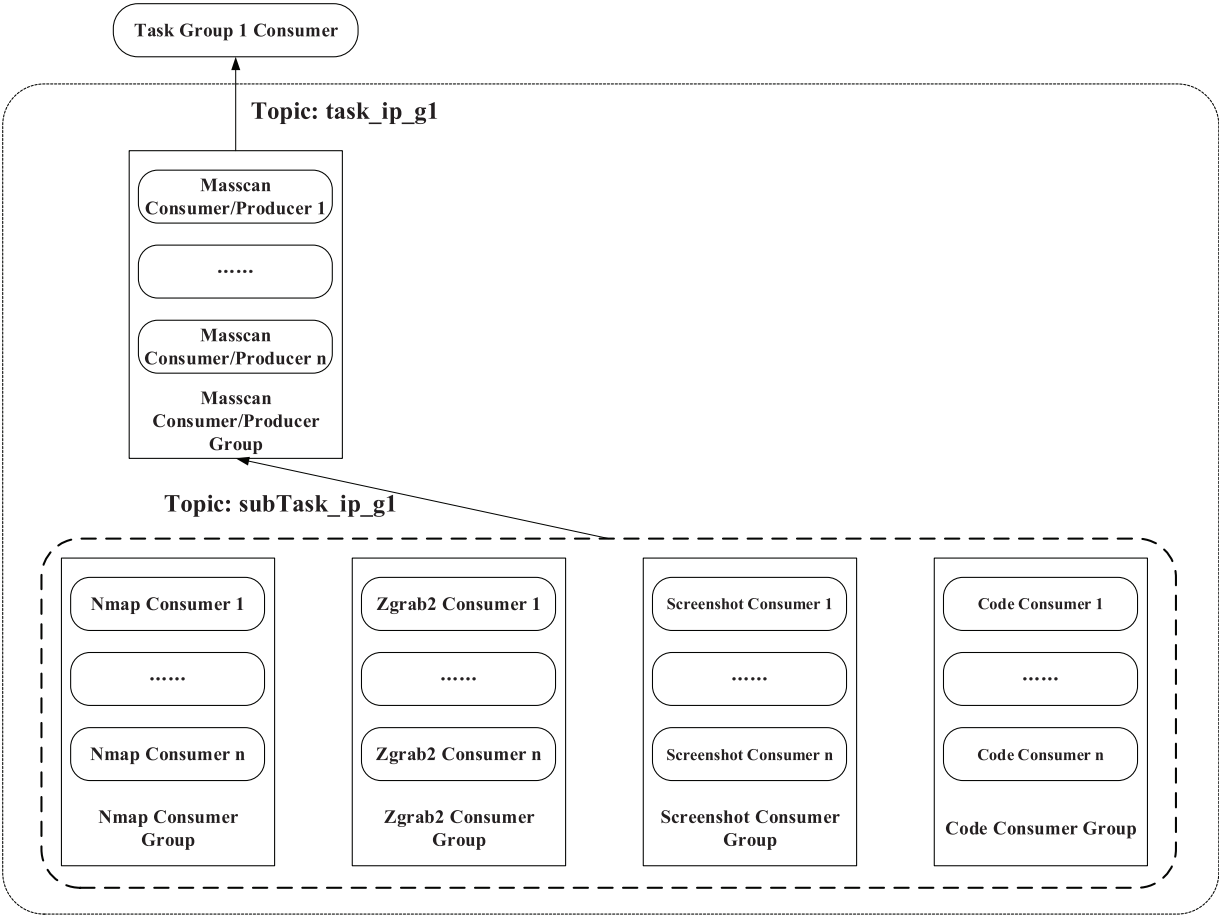 Task Group 1 Consumer
Topic: task_ip_g1
Masscan
Consumer/Producer 1
······
Masscan
Consumer/Producer n
Masscan
Consumer/Producer
Group
Topic: subTask_ip_g1
Nmap Consumer 1
······
Nmap Consumer n
Nmap Consumer
Group
Zgrab2 Consumer 1
······
Zgrab2 Consumer n
Zgrab2 Consumer
Group
Screenshot Consumer 1
······
Screenshot Consumer n
Screenshot Consumer
Group
Code Consumer 1
······
Code Consumer n
Code Consumer Group